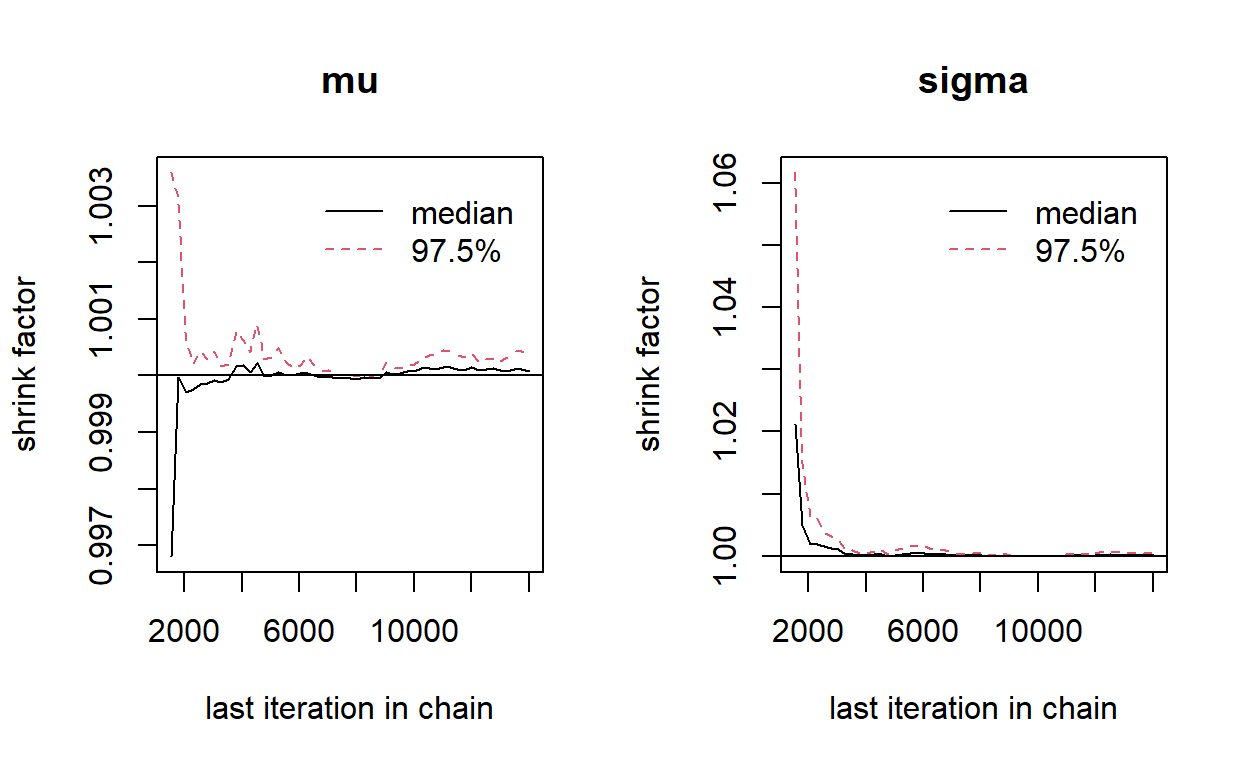 mu
shrink factor
0.997
0.999
1.001
1.003
median
97.5%
2000
6000
10000
last iteration in chain
sigma
shrink factor
1.00
1.02
1.04
1.06
median
97.5%
2000
6000
10000
last iteration in chain